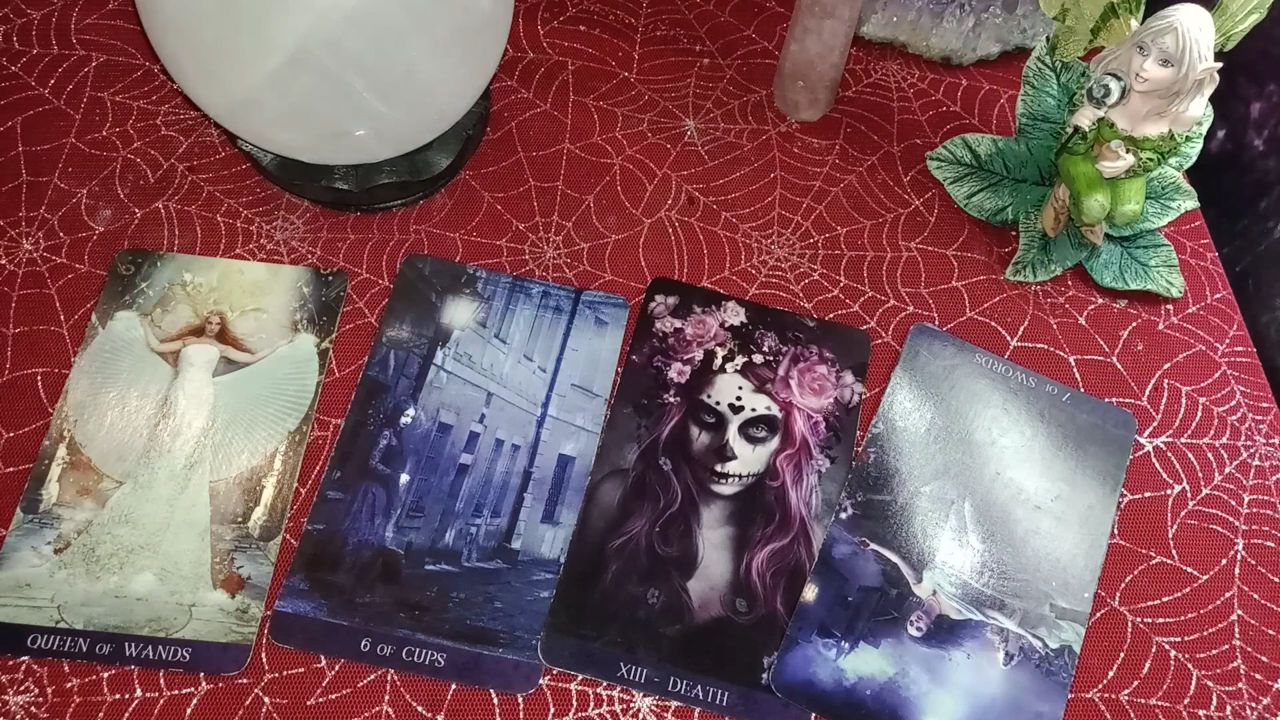 QUEEN OF WANDS
6 OF CUPS
XIII - DEATH
7 OF SWORDS